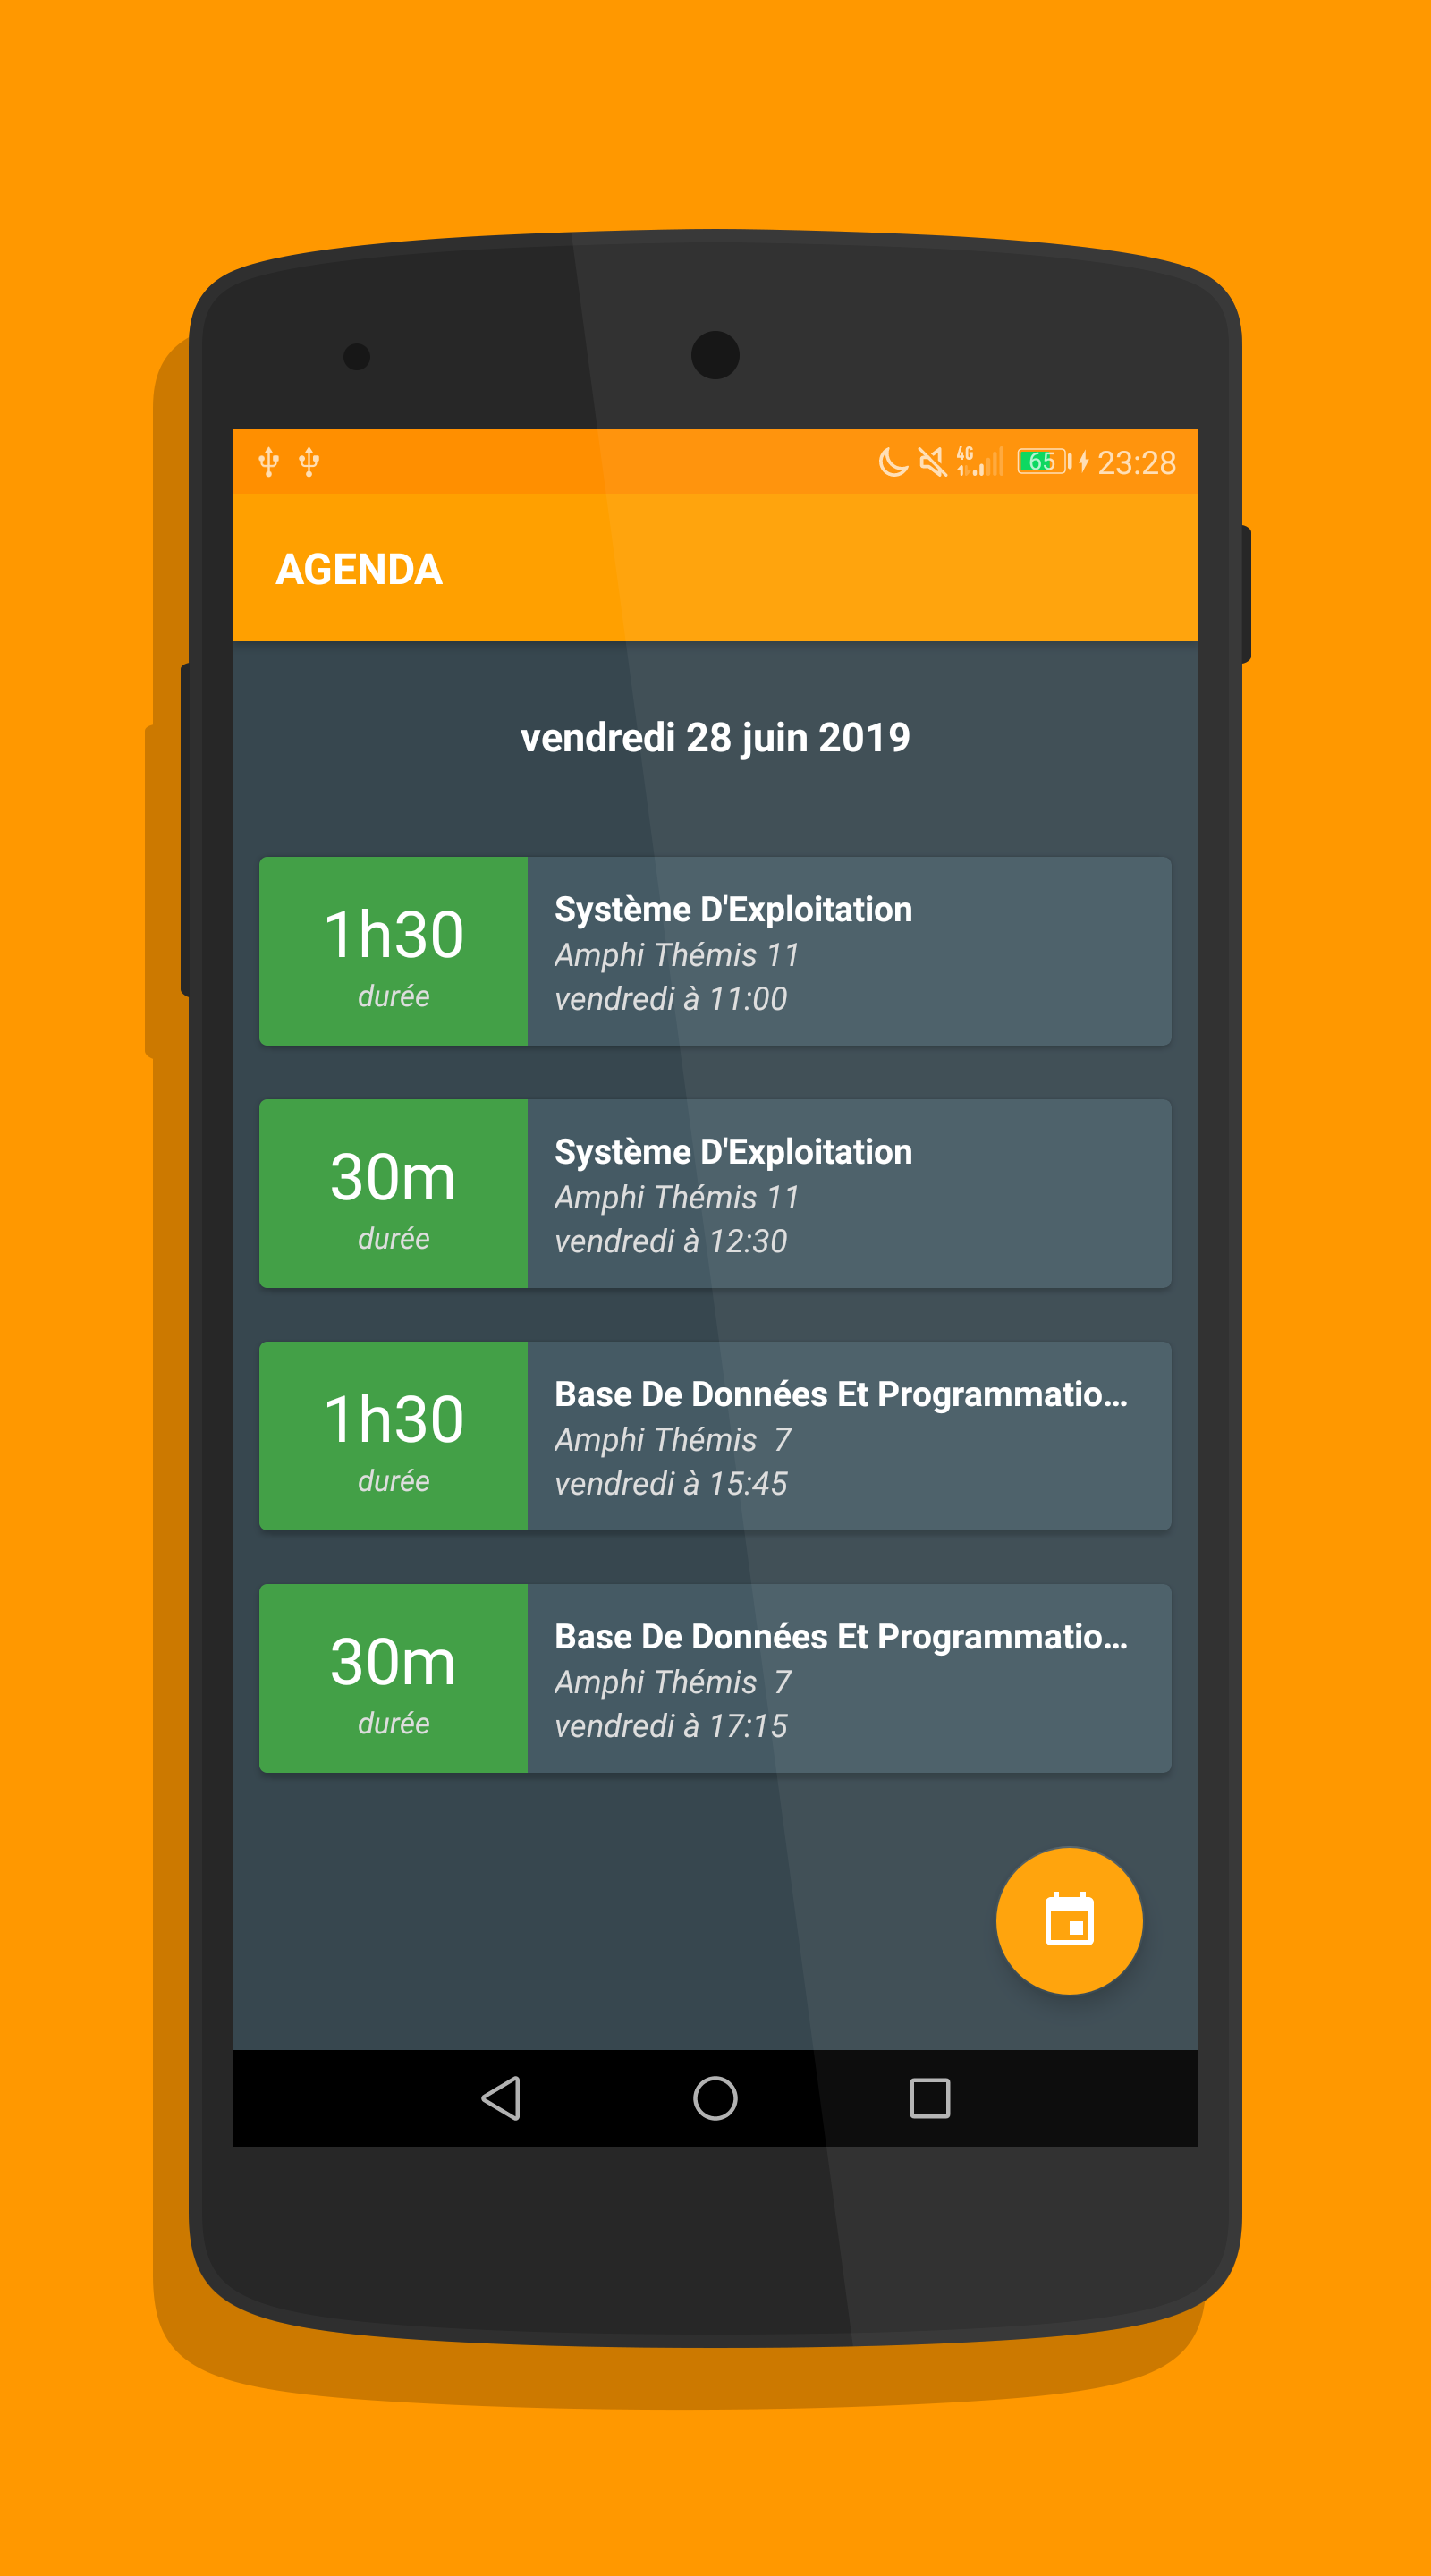 4G
65
23:28
AGENDA
vendredi 28 juin 2019
1h30
durée
Système D'Exploitation
Amphi Thémis 11
vendredi à 11:00
30m
durée
Système D'Exploitation
Amphi Thémis 11
vendredi à 12:30
1h30
durée
Base De Données Et Programmatio...
Amphi Thémis  7
vendredi à 15:45
30m
durée
Base De Données Et Programmatio...
Amphi Thémis  7
vendredi à 17:15